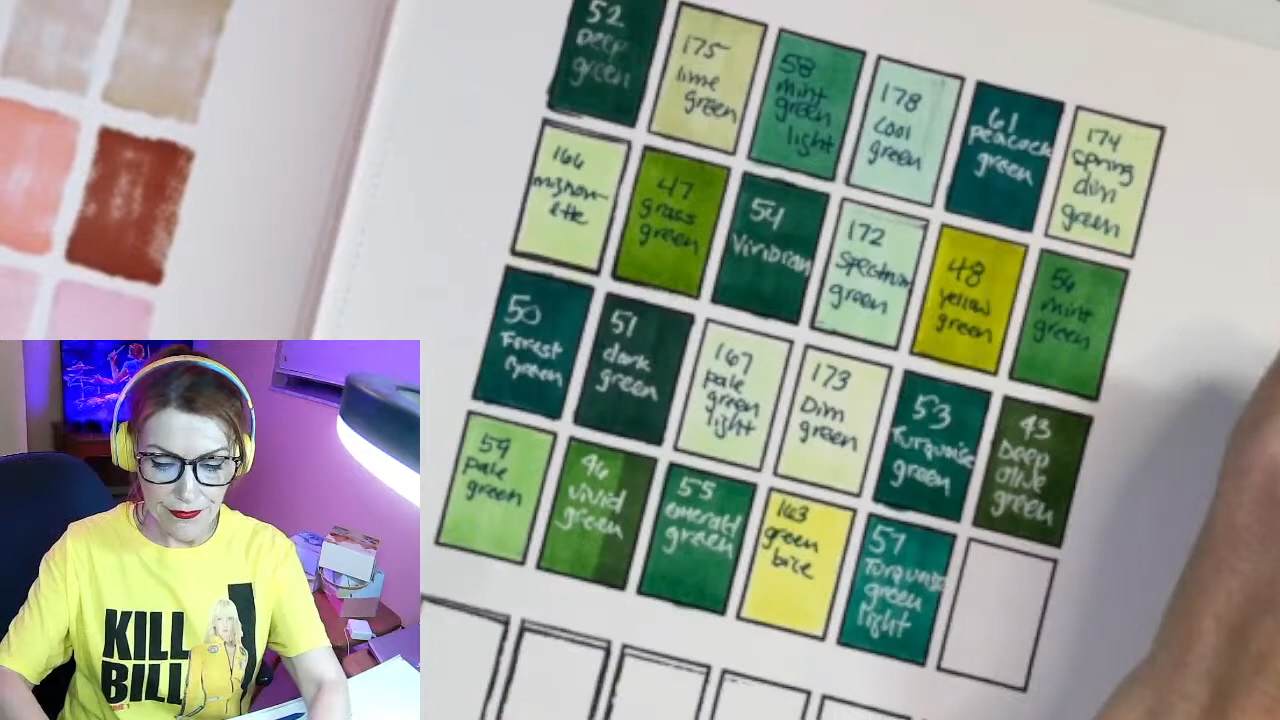 52
Deep
green
175
lime
green
58
mint
green
light
178
cool
green
61
peacock
green
174
spring
dim
green
166
mignon-
ette
47
grass
green
54
Viridian
172
spectrum
green
48
yellow
green
56
mint
green
50
Forest
Green
51
dark
green
167
pale
green
light
173
Dim
green
53
Turquoise
green
43
Deep
olive
green
59
pale
green
46
vivid
green
55
emerald
green
163
green
bice
57
Turquoise
green
light
KILL
BILL